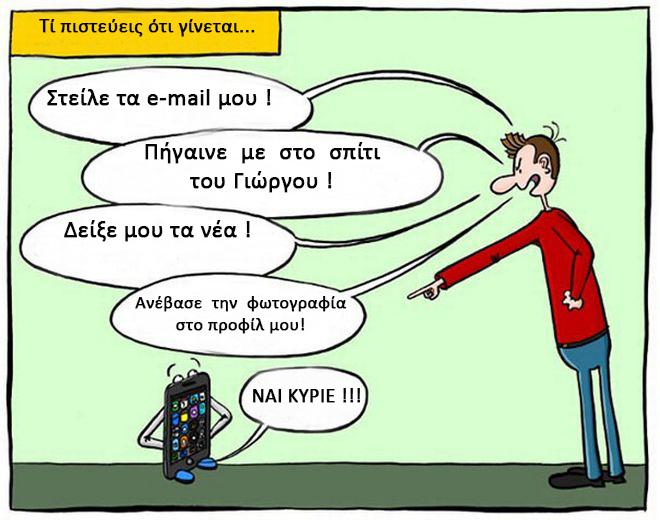 Τί πιστεύεις ότι γίνεται...
Στείλε τα e-mail μου !
Πήγαινε με στο σπίτι
του Γιώργου !
Δείξε μου τα νέα !
Ανέβασε την φωτογραφία
στο προφίλ μου!
ΝΑΙ ΚΥΡΙΕ !!!